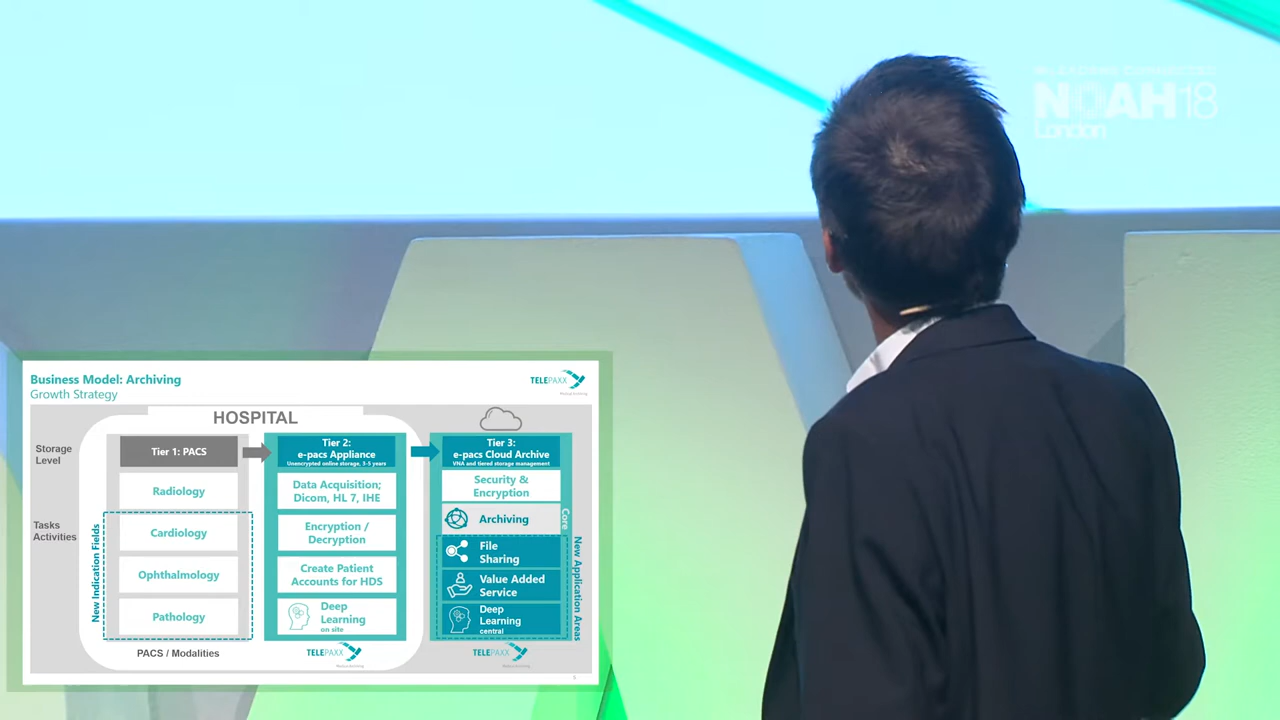 NOAH18
London
Business Model: Archiving
Growth Strategy
TELEPAXX
HOSPITAL
Storage
Level
Tier 1: PACS
Tier 2:
e-pacs Appliance
Unencrypted online storage, 3-5 years
Tier 3:
e-pacs Cloud Archive
VNA and tiered storage management
Tasks
Activities
New Indication Fields
Radiology
Cardiology
Ophthalmology
Pathology
PACS / Modalities
Data Acquisition;
Dicom, HL 7, IHE
Encryption /
Decryption
Create Patient
Accounts for HDS
Deep
Learning
on site
TELEPAXX
Security &
Encryption
Archiving
Core
File
Sharing
Value Added
Service
Deep
Learning
central
New Application Areas
TELEPAXX